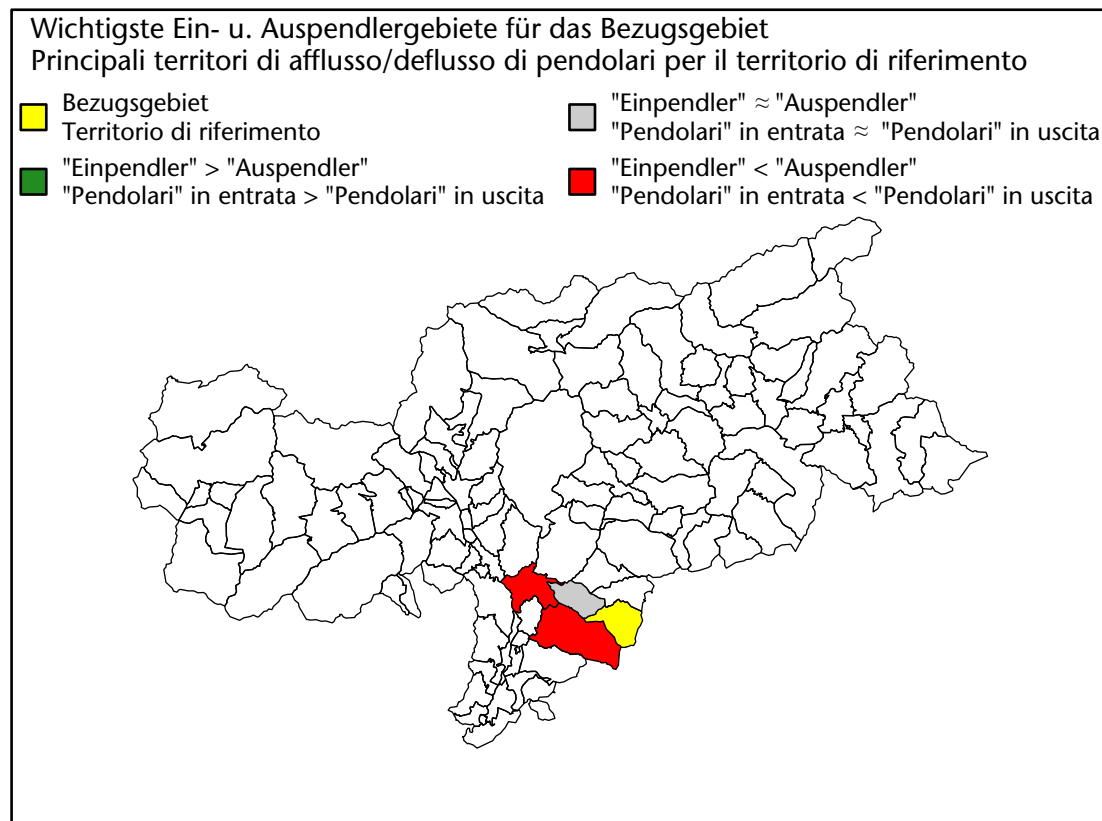 Wichtigste Ein- u. Auspendlergebiete für das Bezugsgebiet
Principali territori di afflusso/deflusso di pendolari per il territorio di riferimento
Bezugsgebiet
Territorio di riferimento
"Einpendler" > "Auspendler"
"Pendolari" in entrata > "Pendolari" in uscita
"Einpendler" ≈ "Auspendler"
"Pendolari" in entrata ≈ "Pendolari" in uscita
"Einpendler" < "Auspendler"
"Pendolari" in entrata < "Pendolari" in uscita